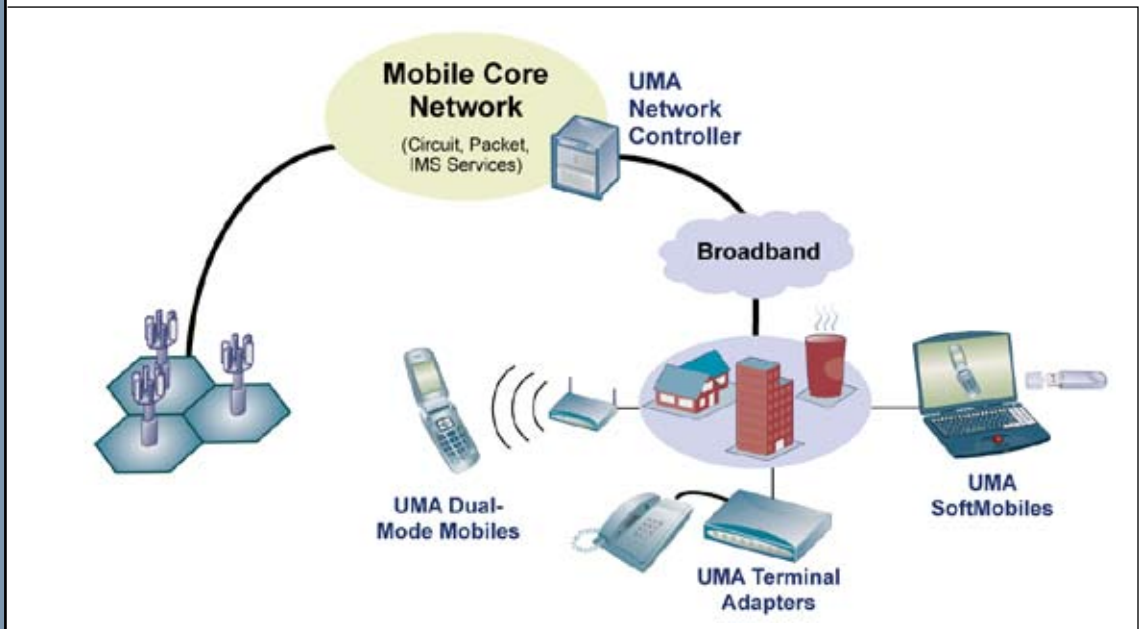 Mobile Core
Network
(Circuit, Packet,
IMS Services)
UMA
Network
Controller
Broadband
UMA Dual-
Mode Mobiles
UMA Terminal
Adapters
UMA
SoftMobiles